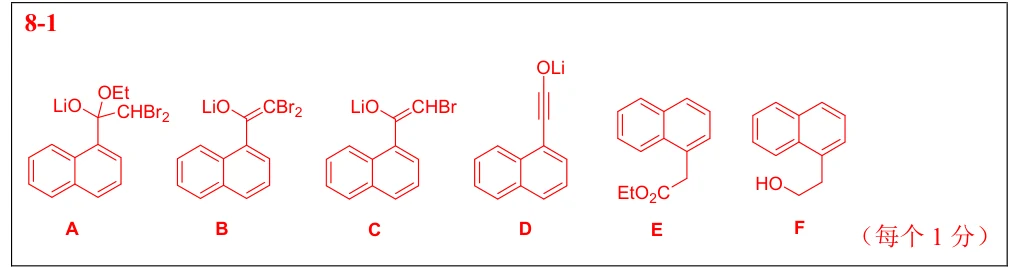 8-1
OEt
LiO
CHBr2
LiO
CBr2
LiO
CHBr
OLi
EtO2C
HO
A
B
C
D
E
F
（每个 1 分）